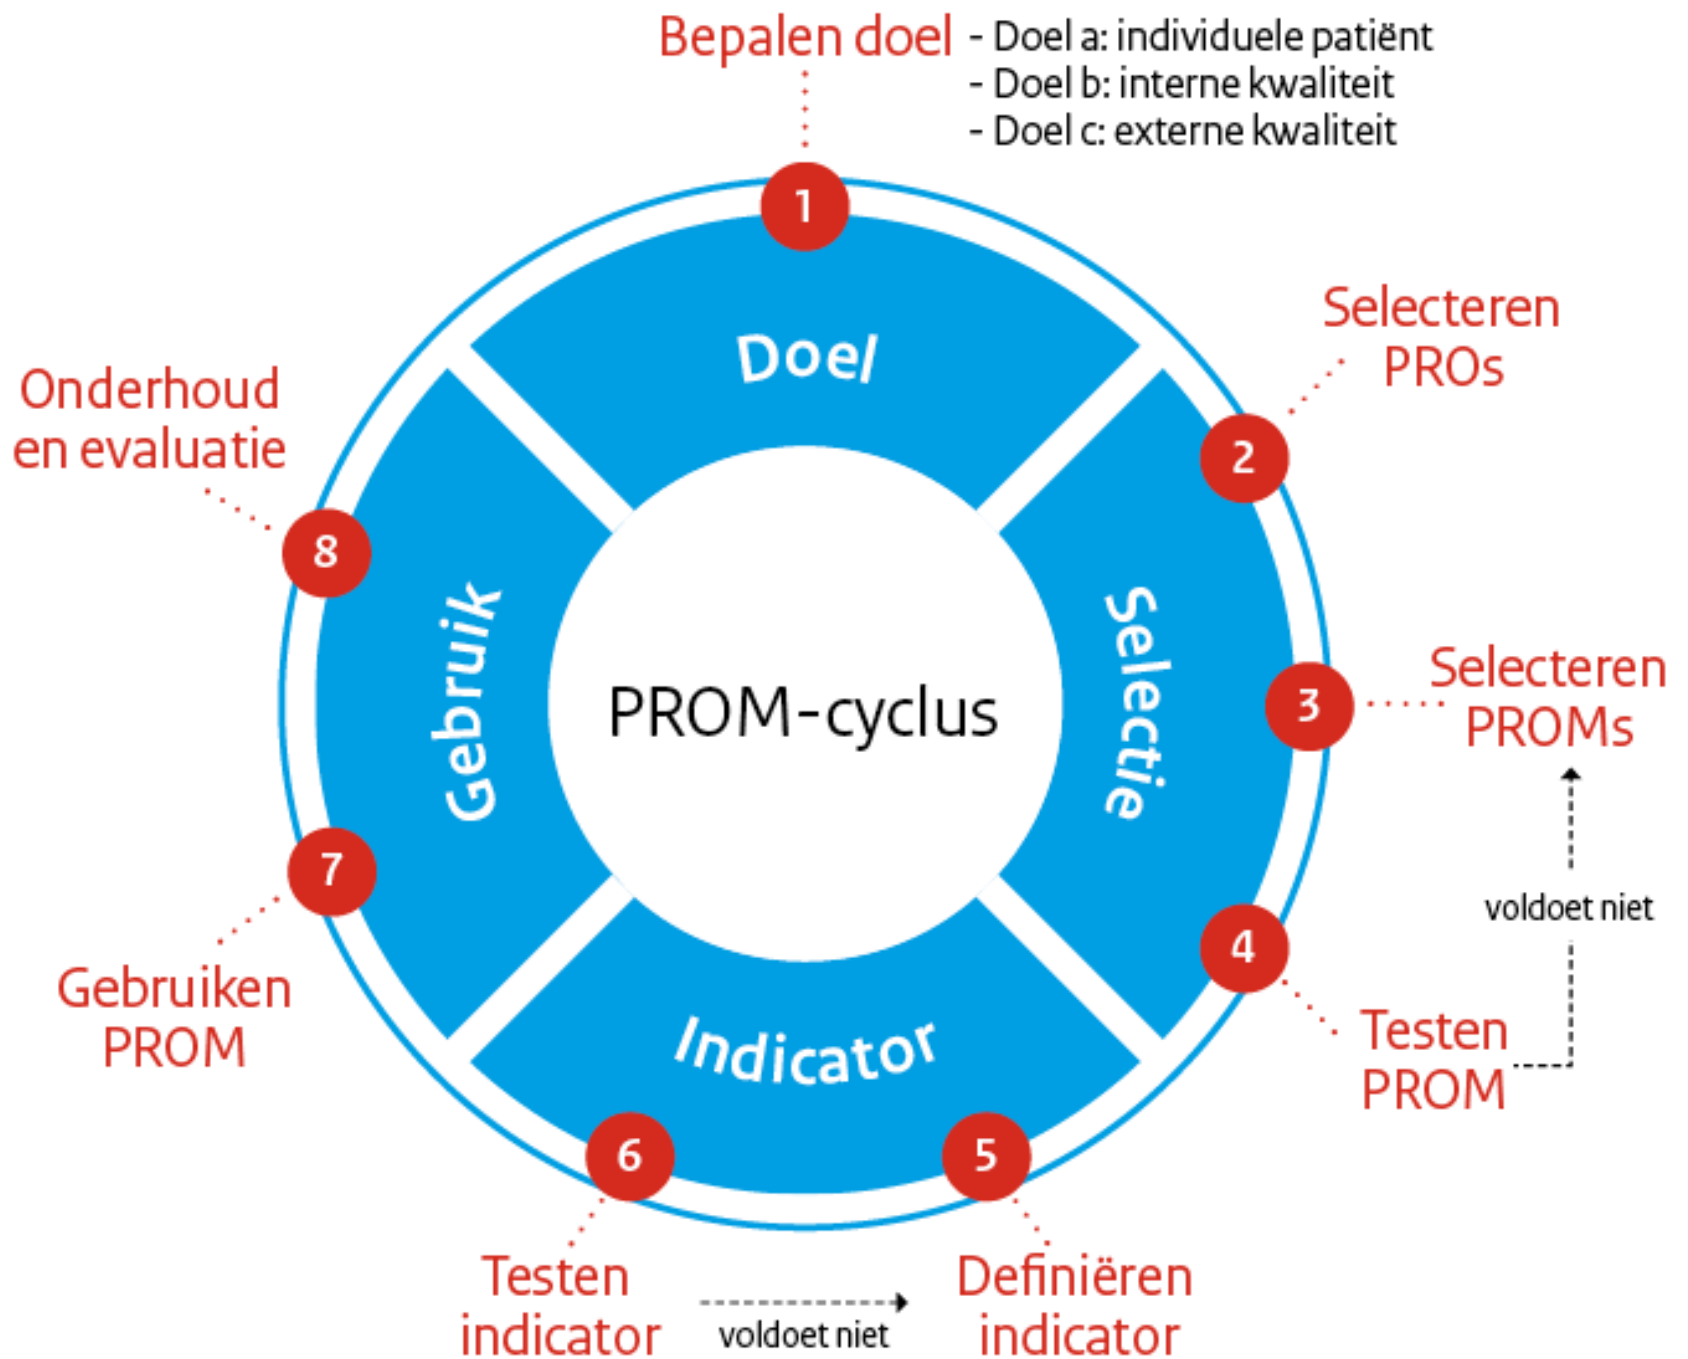 Bepalen doel
- Doel a: individuele patiënt
- Doel b: interne kwaliteit
- Doel c: externe kwaliteit
1
Doel
Selecteren
PROs
2
Selectie
3
Selecteren
PROMs
voldoet niet
4
Testen
PROM
Indicator
5
Definiëren
indicator
voldoet niet
6
Testen
indicator
Gebruik
7
Gebruiken
PROM
8
Onderhoud
en evaluatie
PROM-cyclus